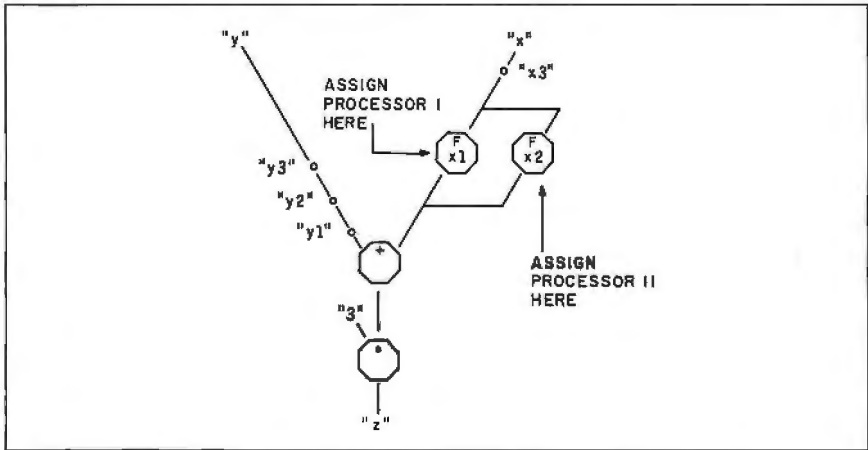 "y"
"x"
"x3"
ASSIGN
PROCESSOR I
HERE
F
x1
F
x2
"y3"
"y2"
"y1"
+
ASSIGN
PROCESSOR II
HERE
"3"
*
"z"